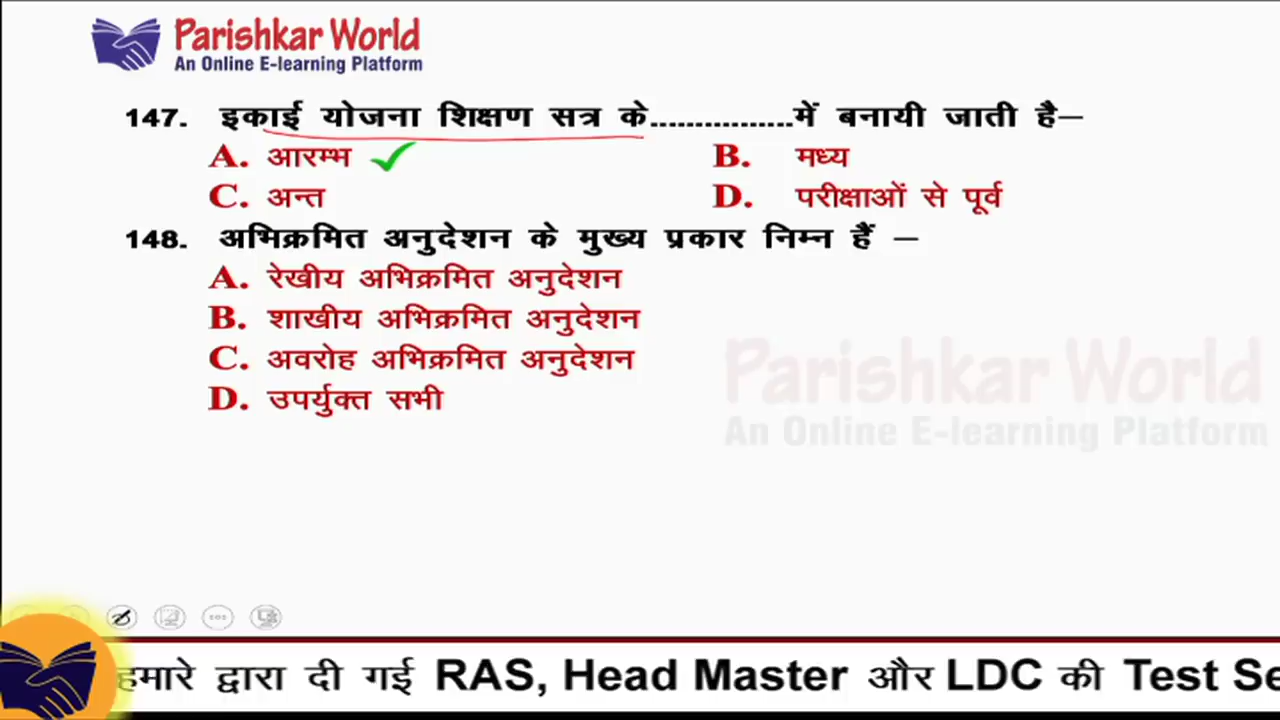 Parishkar World
An Online E-learning Platform
147. इकाई योजना शिक्षण सत्र के................में बनायी जाती है–
A. आरम्भ B. मध्य
C. अन्त D. परीक्षाओं से पूर्व
148. अभिक्रमित अनुदेशन के मुख्य प्रकार निम्न हैं –
A. रेखीय अभिक्रमित अनुदेशन
B. शाखीय अभिक्रमित अनुदेशन
C. अवरोह अभिक्रमित अनुदेशन
D. उपर्युक्त सभी
Parishkar World
An Online E-learning Platform
हमारे द्वारा दी गई RAS, Head Master और LDC की Test Se